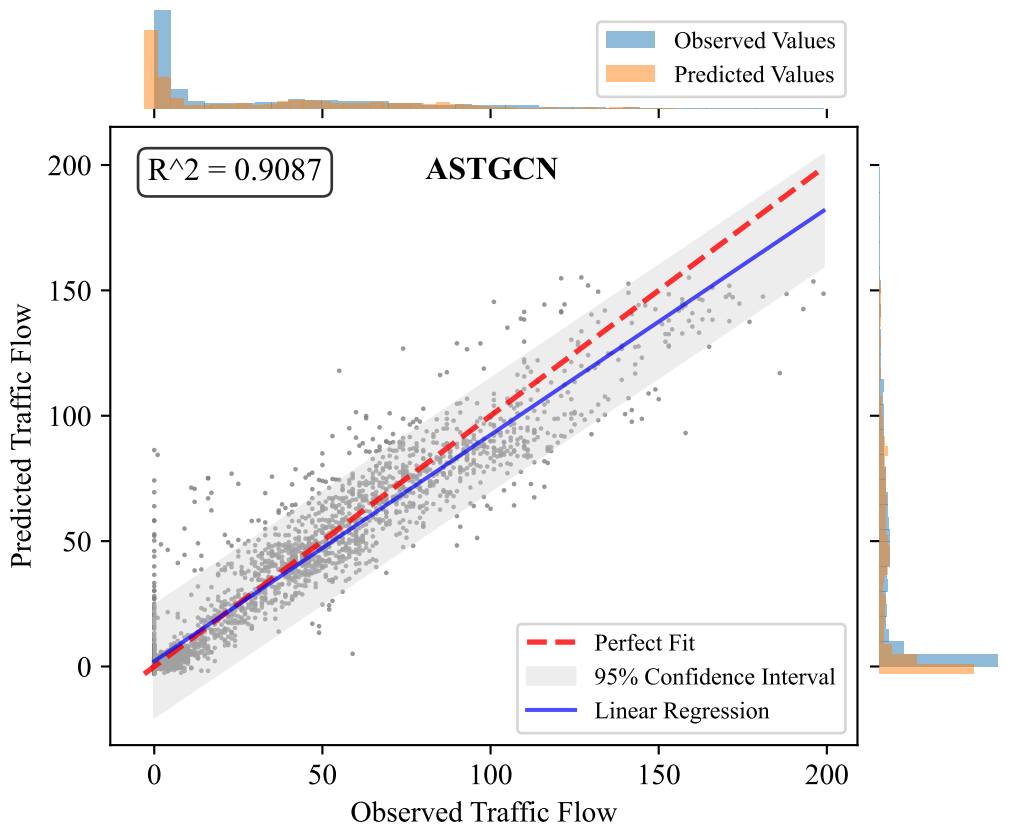 Observed Values
Predicted Values
R^2 = 0.9087
ASTGCN
200
150
100
50
0
Predicted Traffic Flow
Perfect Fit
95% Confidence Interval
Linear Regression
0 50 100 150 200
Observed Traffic Flow